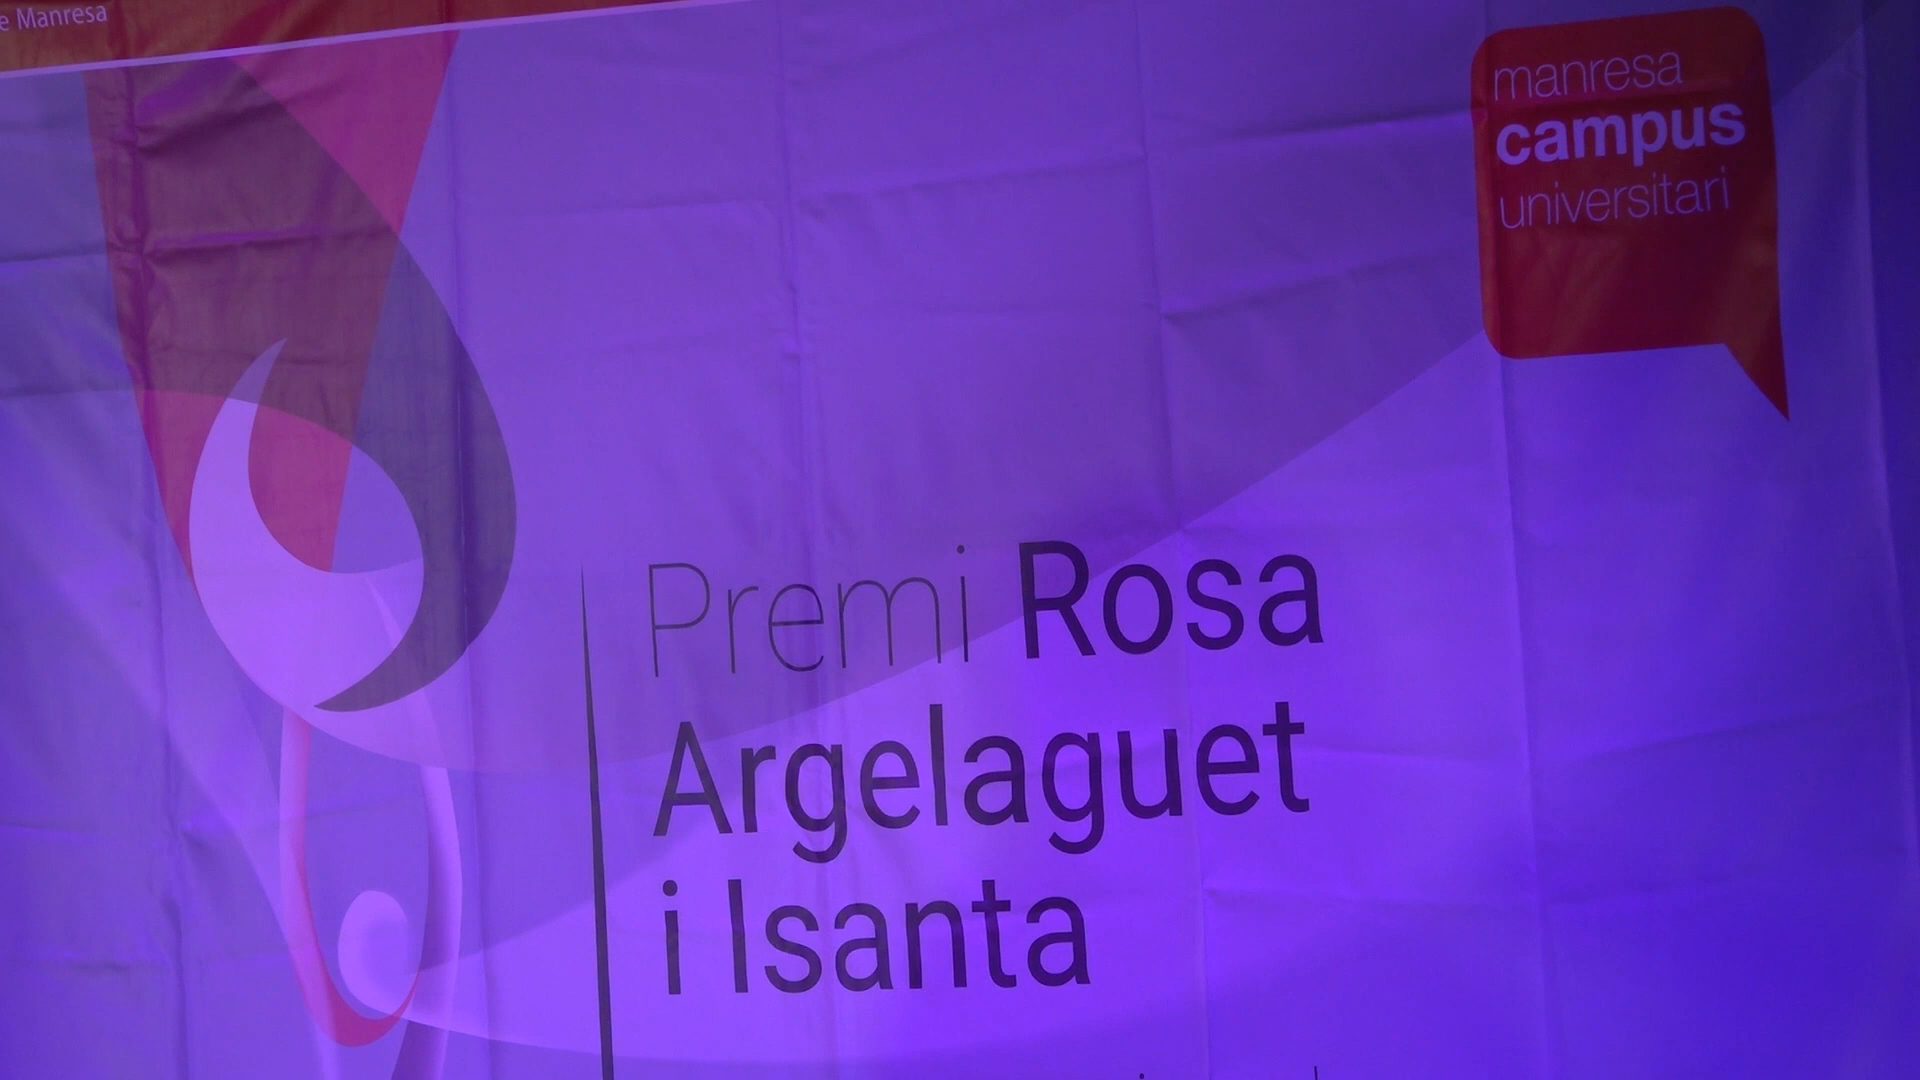 e Manresa
manresa
campus
universitari
Premi Rosa
Argelaguet
i Isanta